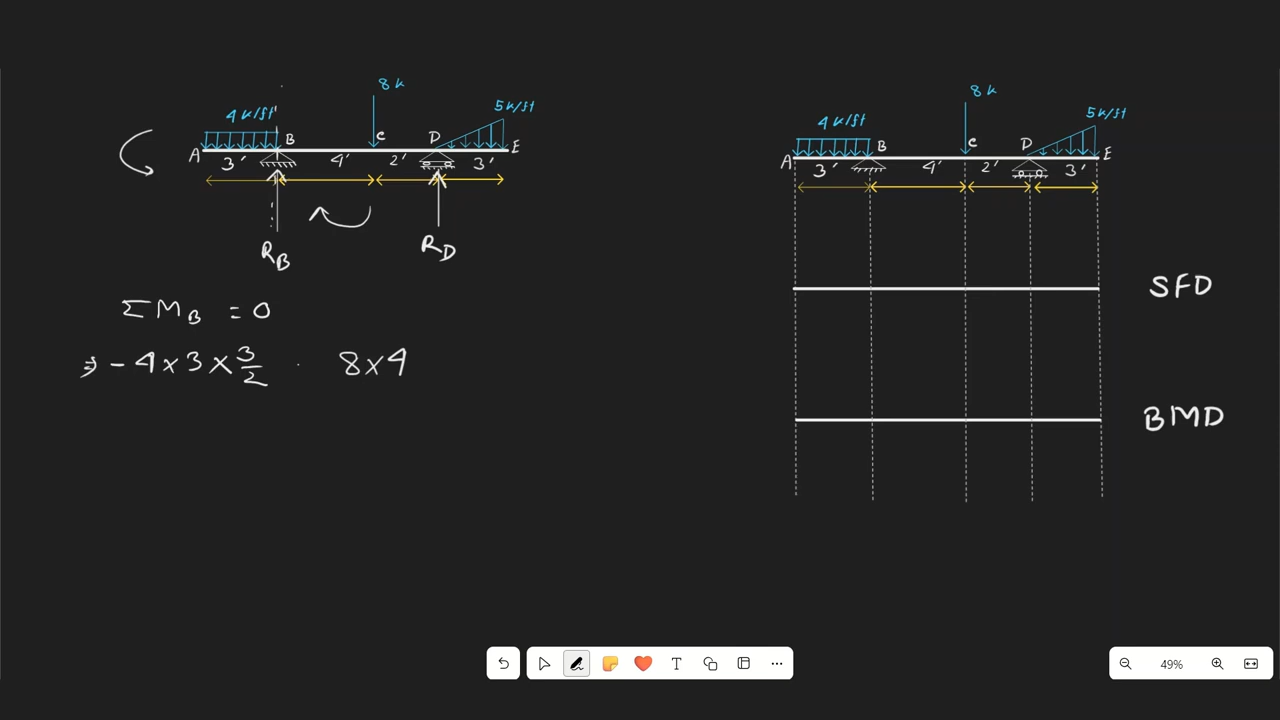 8 k
4 k/ft
5 k/ft
A B C D E
3' 4' 2' 3'
R_B R_D
ΣM_B = 0
⇒ - 4 × 3 × 3/2 8×4
8 k
4 k/ft
5 k/ft
A B C D E
3' 4' 2' 3'
SFD
BMD
T
49%